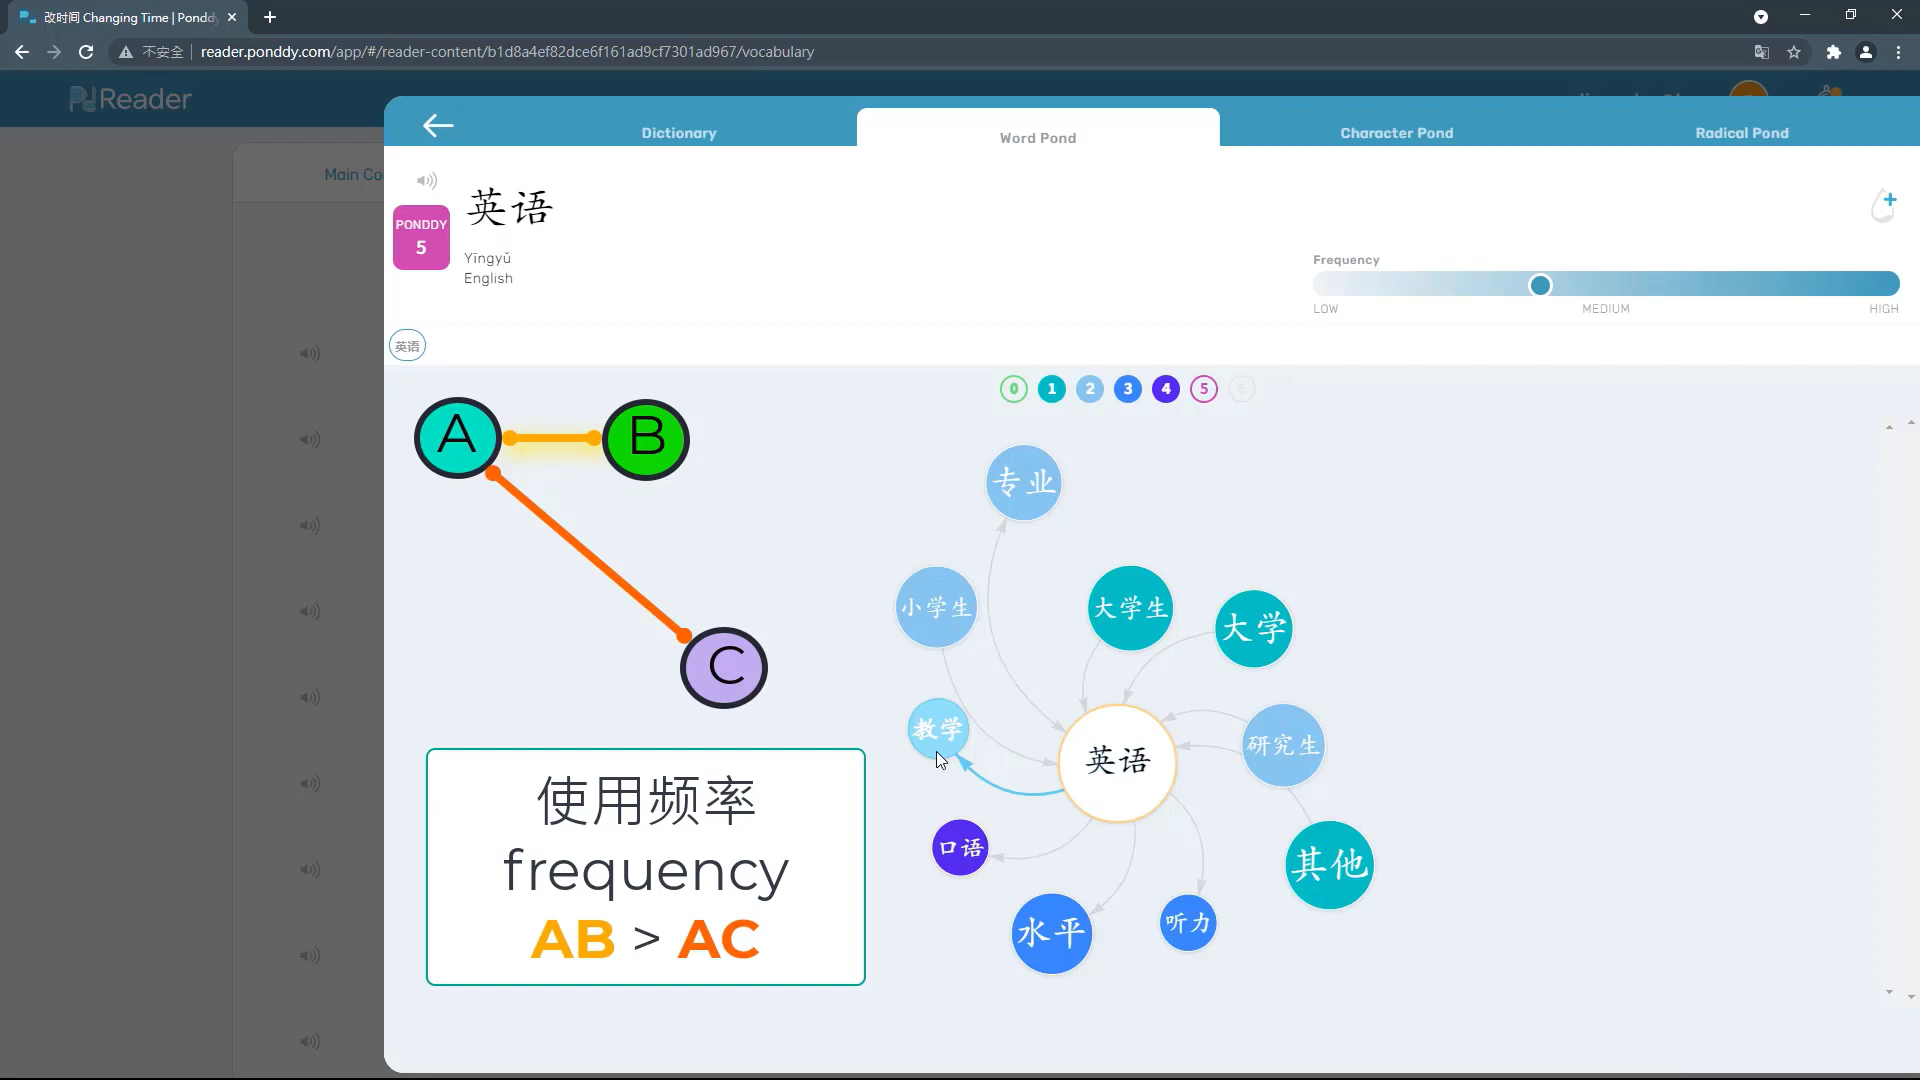 改时间 Changing Time | Pondd
不安全 reader.ponddy.com/app/#/reader-content/b1d8a4ef82dce6f161ad9cf7301ad967/vocabulary
Reader
Main Co
Dictionary
Word Pond
Character Pond
Radical Pond
PONDDY
5
英语
Yīngyǔ
English
Frequency
LOW MEDIUM HIGH
英语
0 1 2 3 4 5 6
A
B
C
使用频率
frequency
AB > AC
专业
小学生
大学生
大学
教学
英语
研究生
口语
其他
水平
听力